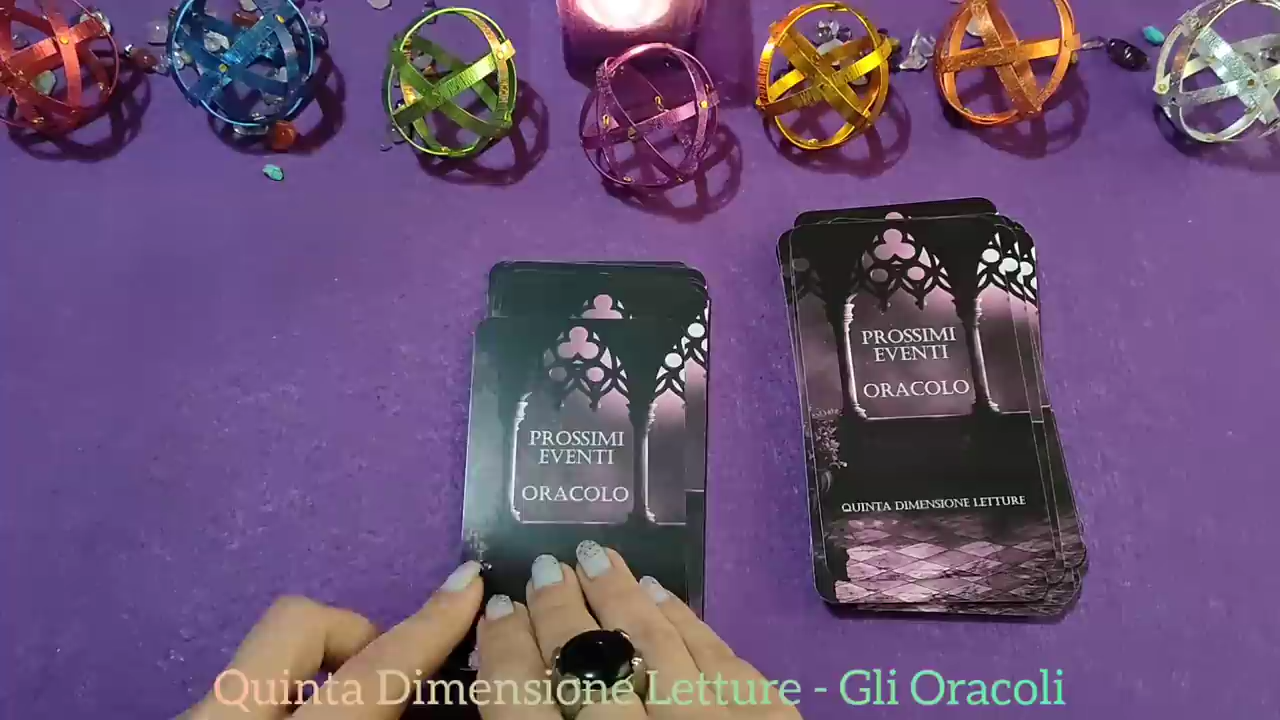 PROSSIMI
EVENTI
ORACOLO
PROSSIMI
EVENTI
ORACOLO
QUINTA DIMENSIONE LETTURE
Quinta Dimensione Letture - Gli Oracoli